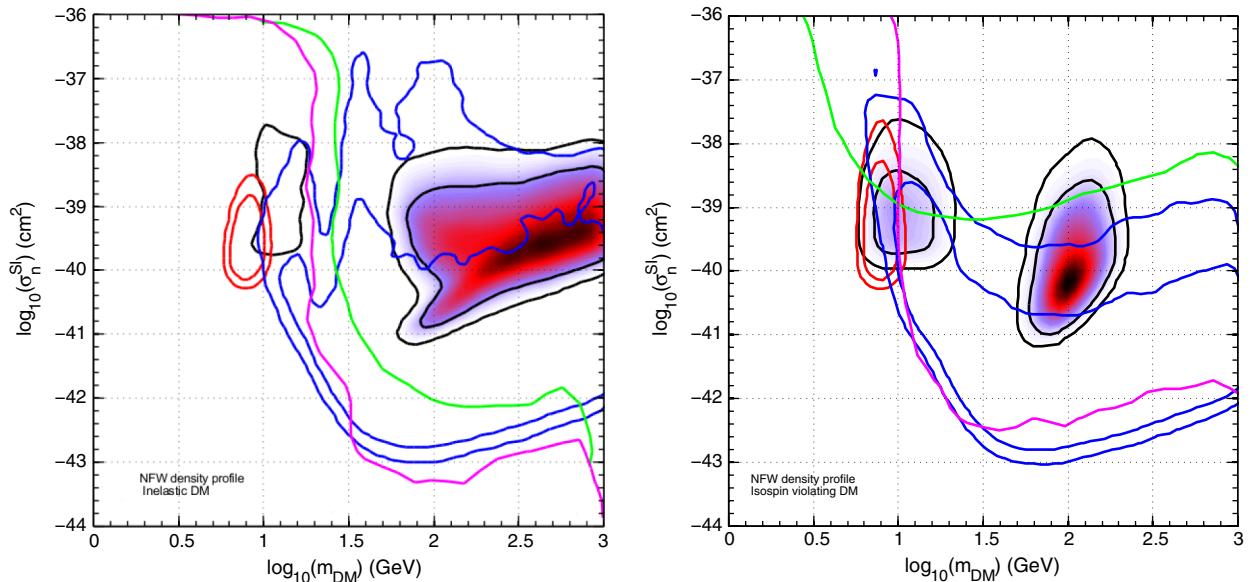 -36
-37
-38
-39
-40
-41
-42
-43
-44
log₁₀(σₙˢᴵ) (cm²)
NFW density profile
Inelastic DM
0 0.5 1 1.5 2 2.5 3
log₁₀(m_DM) (GeV)
-36
-37
-38
-39
-40
-41
-42
-43
-44
log₁₀(σₙˢᴵ) (cm²)
NFW density profile
Isospin violating DM
0 0.5 1 1.5 2 2.5 3
log₁₀(m_DM) (GeV)